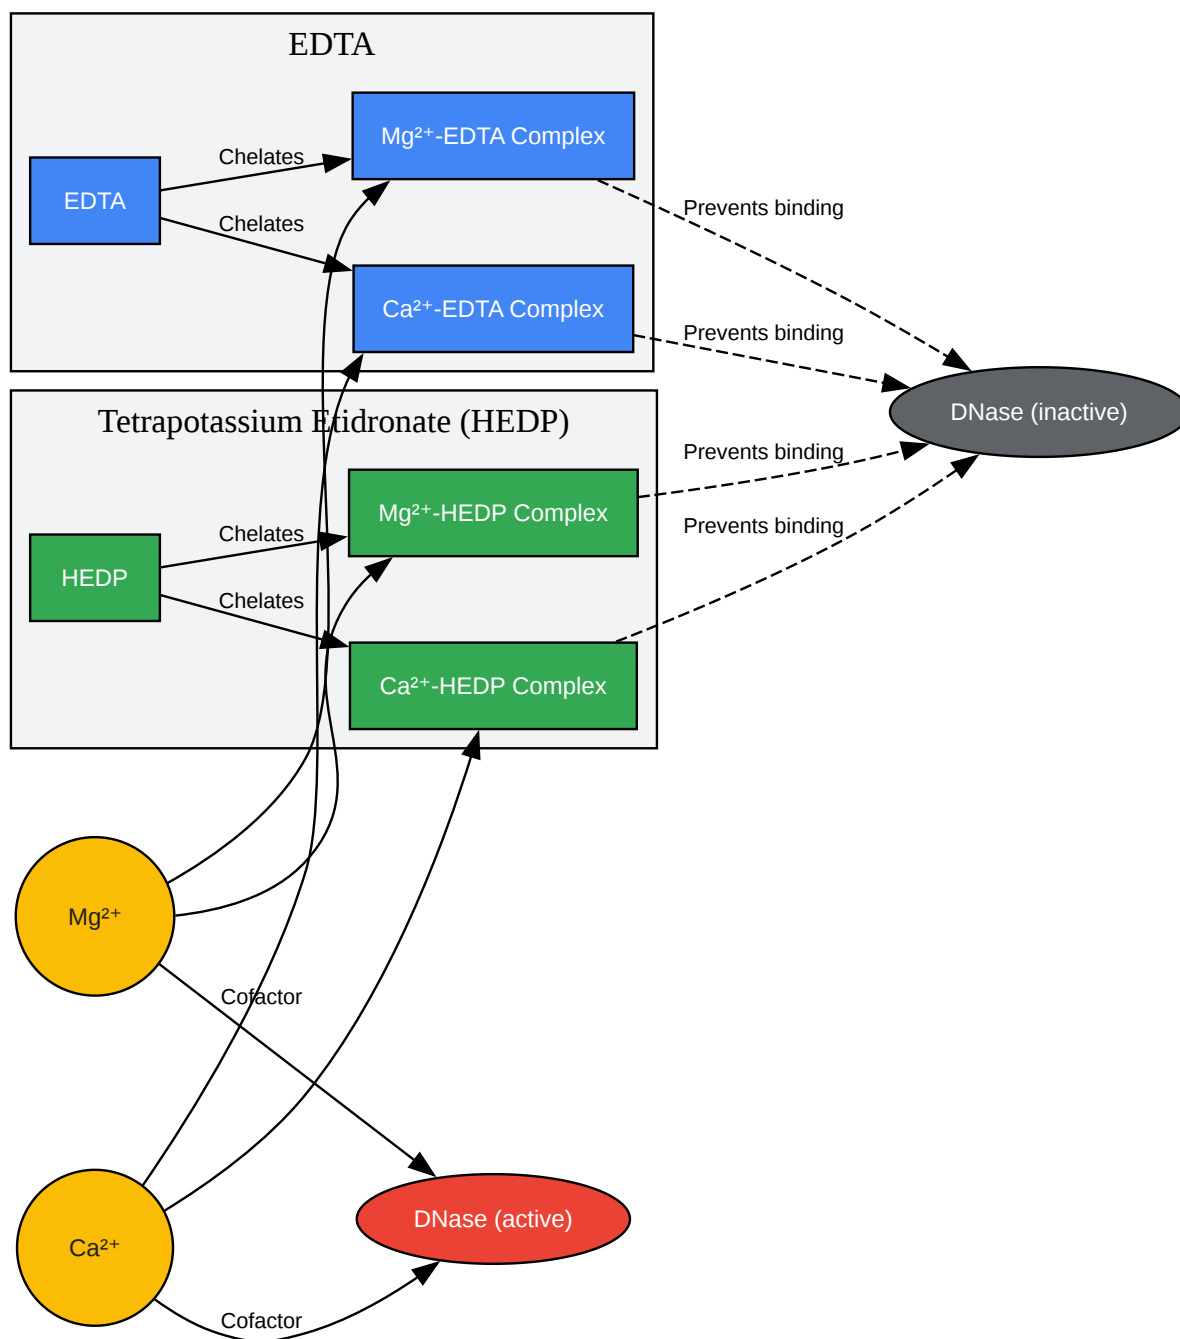 EDTA
Mg²⁺-EDTA Complex
Chelates
EDTA
Chelates
Prevents binding
Ca²⁺-EDTA Complex
Prevents binding
DNase (inactive)
Tetrapotassium Etidronate (HEDP)
Prevents binding
Mg²⁺-HEDP Complex
Chelates
Prevents binding
HEDP
Chelates
Ca²⁺-HEDP Complex
Mg²⁺
Cofactor
DNase (active)
Ca²⁺
Cofactor